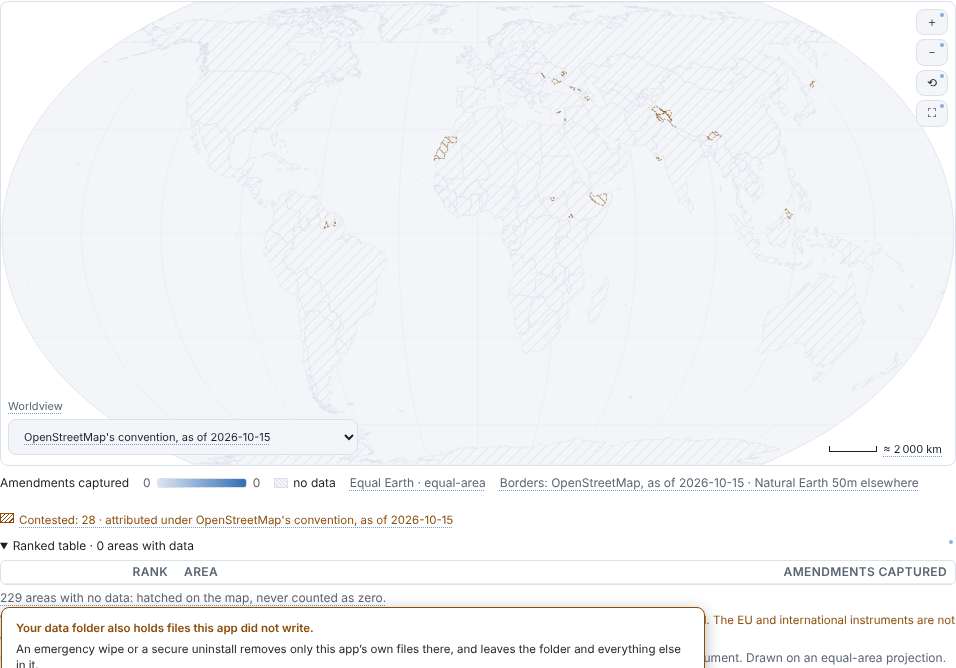 +
−
⟲
⛶
Worldview
OpenStreetMap's convention, as of 2026-10-15
≈ 2 000 km
Amendments captured 0 0 no data Equal Earth · equal-area Borders: OpenStreetMap, as of 2026-10-15 · Natural Earth 50m elsewhere
Contested: 28 · attributed under OpenStreetMap's convention, as of 2026-10-15
▼ Ranked table · 0 areas with data
RANK AREA AMENDMENTS CAPTURED
229 areas with no data: hatched on the map, never counted as zero.
. The EU and international instruments are not
Your data folder also holds files this app did not write.
An emergency wipe or a secure uninstall removes only this app's own files there, and leaves the folder and everything else
in it.
Drawn on an equal-area projection.